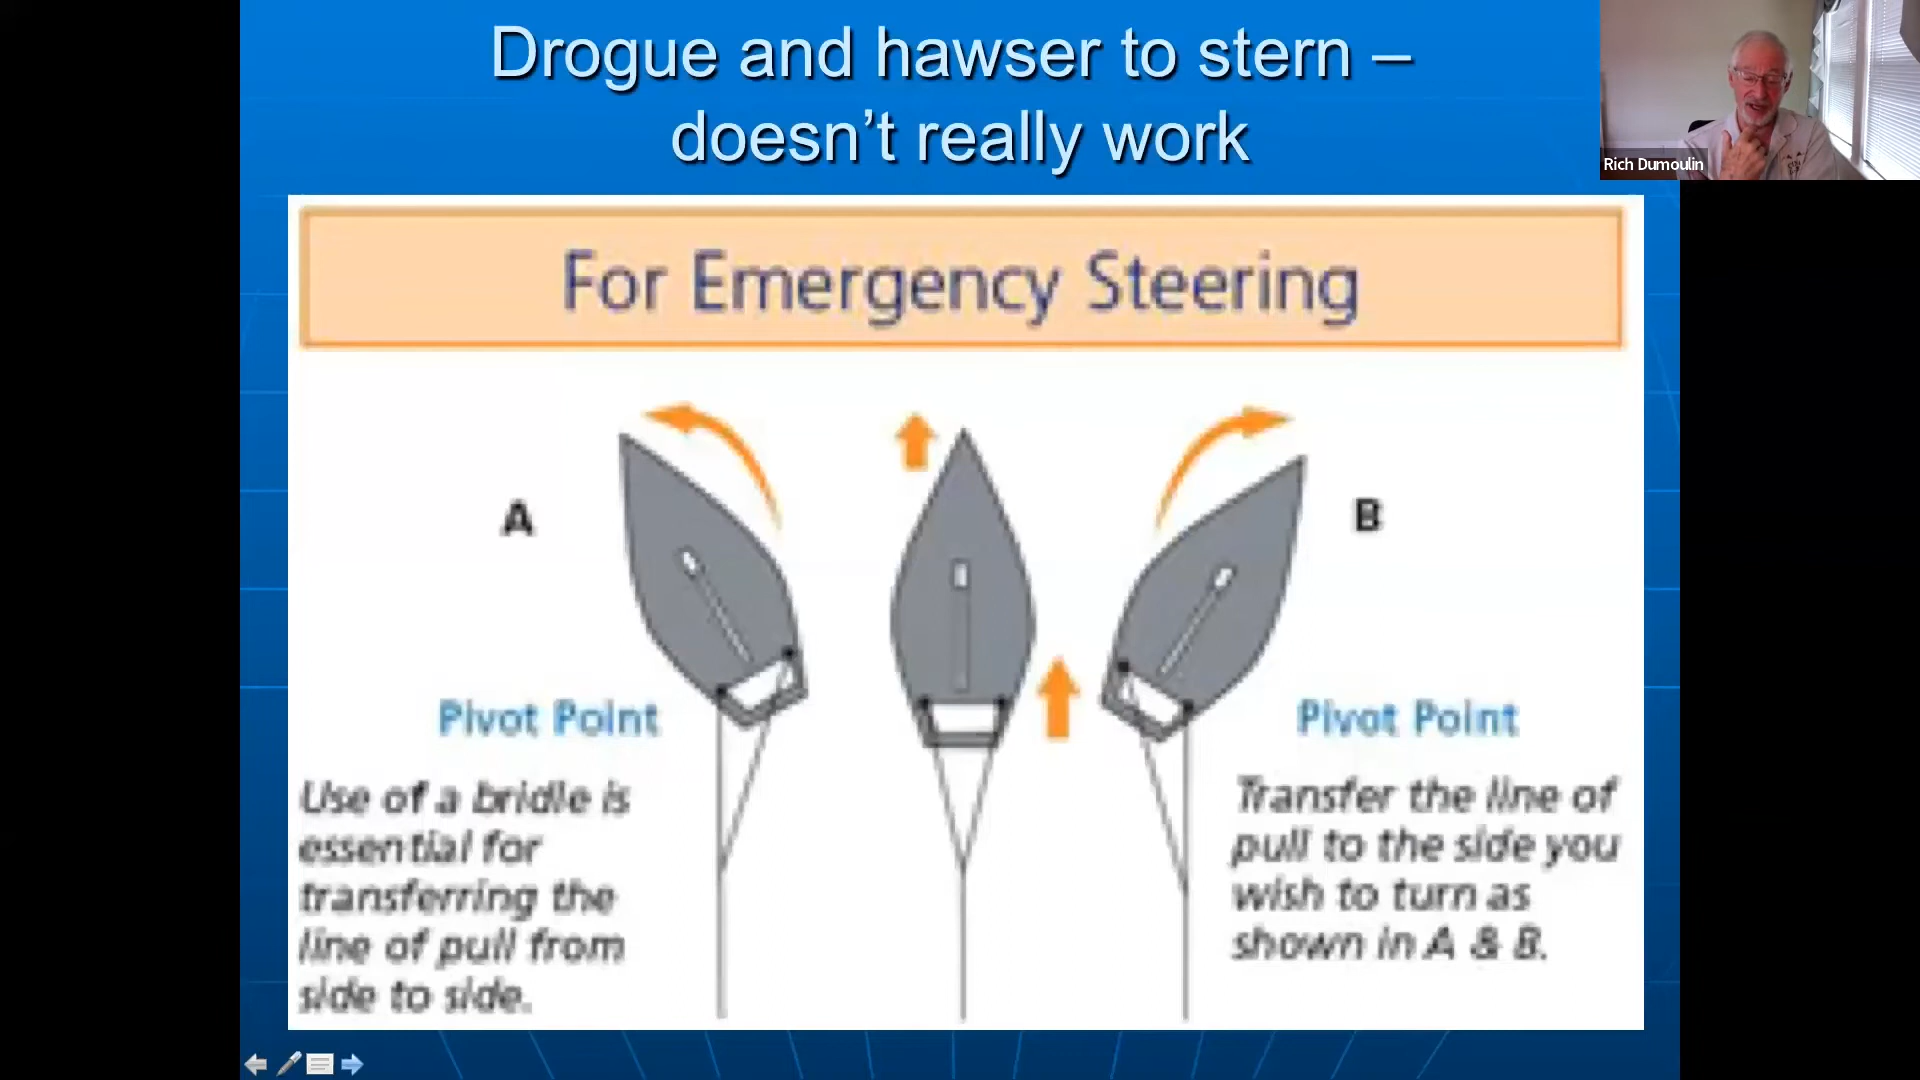 Drogue and hawser to stern –
doesn’t really work
Rich Dumoulin
For Emergency Steering
A
B
Pivot Point
Use of a bridle is
essential for
transferring the
line of pull from
side to side.
Pivot Point
Transfer the line of
pull to the side you
wish to turn as
shown in A & B.